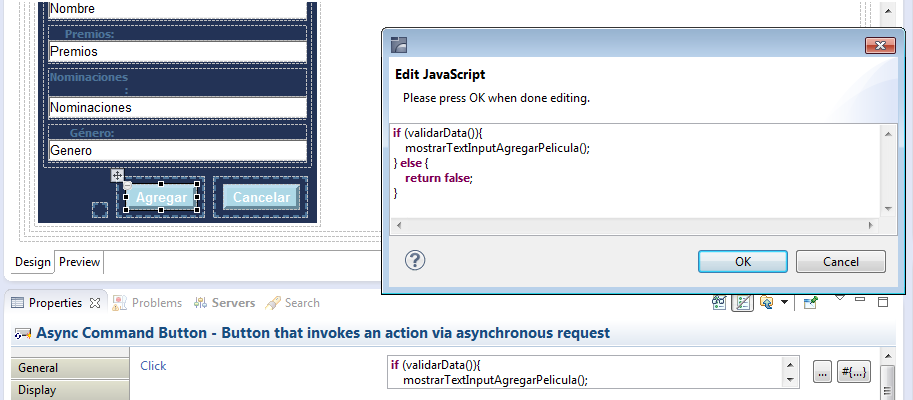 Nombre
Premios:
Premios
Nominaciones
:
Nominaciones
Género:
Genero
Agregar
Cancelar
Edit JavaScript
Please press OK when done editing.
if (validarData()){
mostrarTextInputAgregarPelicula();
} else {
return false;
}
?
OK
Cancel
Design
Preview
Properties
Problems
Servers
Search
Async Command Button - Button that invokes an action via asynchronous request
General
Display
Click
if (validarData()){
mostrarTextInputAgregarPelicula();
...
#{...}